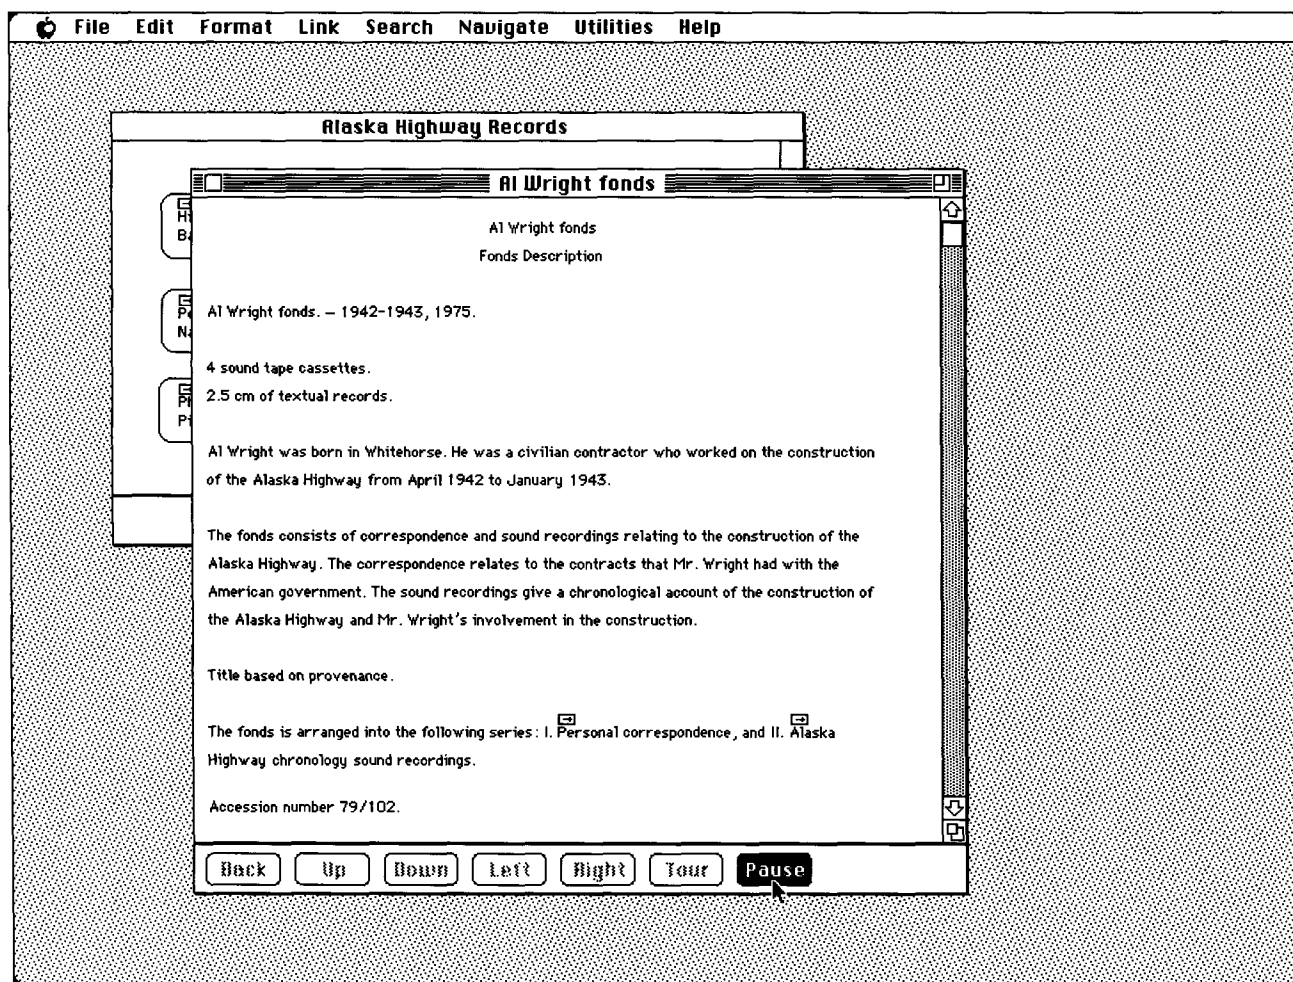 File Edit Format Link Search Navigate Utilities Help
Alaska Highway Records
Al Wright fonds
Al Wright fonds
Fonds Description
Al Wright fonds. – 1942-1943, 1975.
4 sound tape cassettes.
2.5 cm of textual records.
Al Wright was born in Whitehorse. He was a civilian contractor who worked on the construction
of the Alaska Highway from April 1942 to January 1943.
The fonds consists of correspondence and sound recordings relating to the construction of the
Alaska Highway. The correspondence relates to the contracts that Mr. Wright had with the
American government. The sound recordings give a chronological account of the construction of
the Alaska Highway and Mr. Wright's involvement in the construction.
Title based on provenance.
The fonds is arranged into the following series: I. Personal correspondence, and II. Alaska
Highway chronology sound recordings.
Accession number 79/102.
Back Up Down Left Right Tour Pause